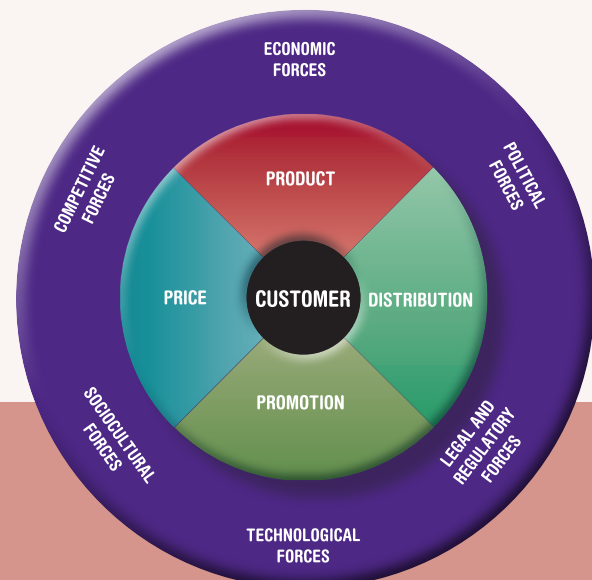 ECONOMIC
FORCES
COMPETITIVE
FORCES
POLITICAL
FORCES
PRODUCT
PRICE
CUSTOMER
DISTRIBUTION
PROMOTION
SOCIOCULTURAL
FORCES
LEGAL AND
REGULATORY
FORCES
TECHNOLOGICAL
FORCES